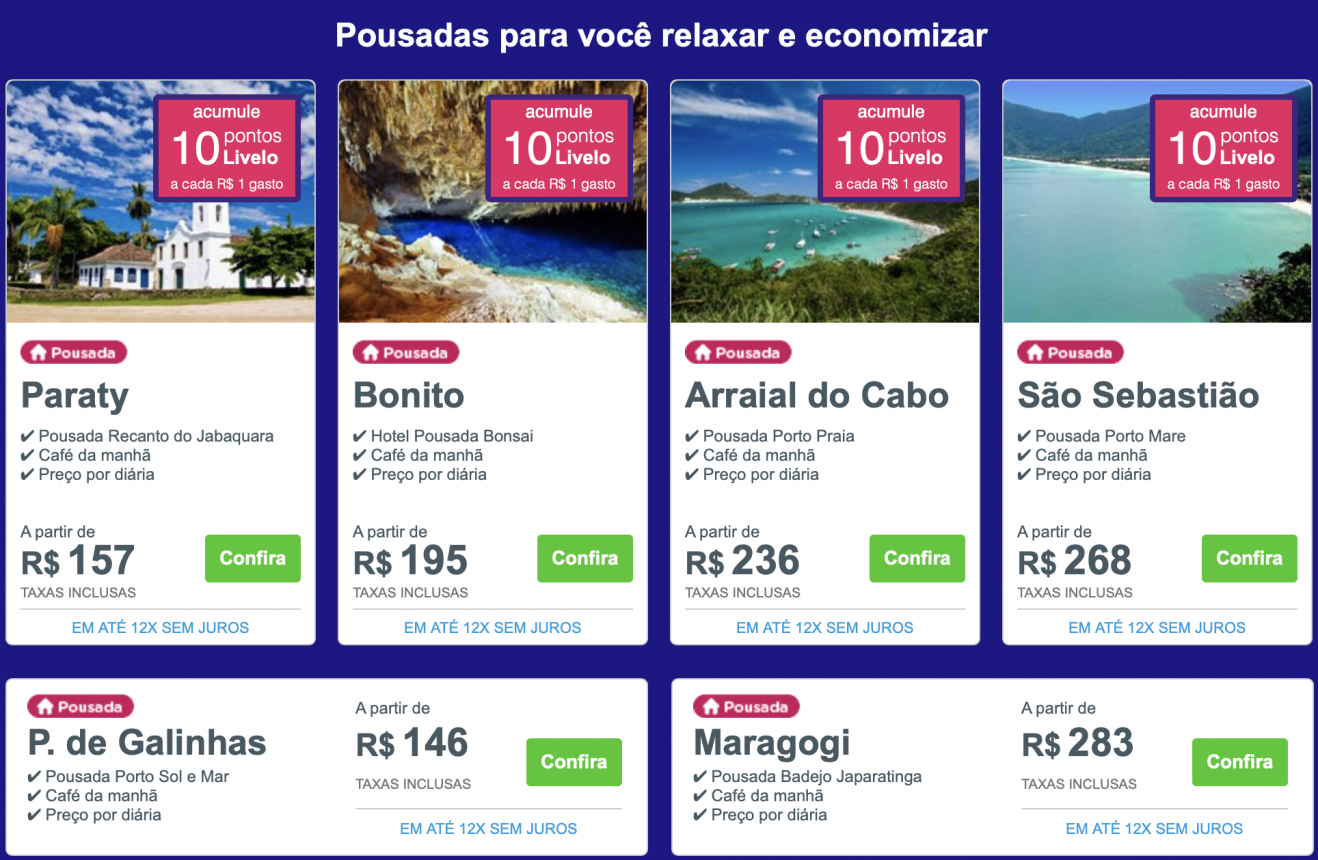 Pousadas para você relaxar e economizar
acumule
10 pontos
Livelo
a cada R$ 1 gasto
Pousada
Paraty
✔ Pousada Recanto do Jabaquara
✔ Café da manhã
✔ Preço por diária
A partir de
R$ 157
Confira
TAXAS INCLUSAS
EM ATÉ 12X SEM JUROS
acumule
10 pontos
Livelo
a cada R$ 1 gasto
Pousada
Bonito
✔ Hotel Pousada Bonsai
✔ Café da manhã
✔ Preço por diária
A partir de
R$ 195
Confira
TAXAS INCLUSAS
EM ATÉ 12X SEM JUROS
acumule
10 pontos
Livelo
a cada R$ 1 gasto
Pousada
Arraial do Cabo
✔ Pousada Porto Praia
✔ Café da manhã
✔ Preço por diária
A partir de
R$ 236
Confira
TAXAS INCLUSAS
EM ATÉ 12X SEM JUROS
acumule
10 pontos
Livelo
a cada R$ 1 gasto
Pousada
São Sebastião
✔ Pousada Porto Mare
✔ Café da manhã
✔ Preço por diária
A partir de
R$ 268
Confira
TAXAS INCLUSAS
EM ATÉ 12X SEM JUROS
Pousada
P. de Galinhas
✔ Pousada Porto Sol e Mar
✔ Café da manhã
✔ Preço por diária
A partir de
R$ 146
Confira
TAXAS INCLUSAS
EM ATÉ 12X SEM JUROS
Pousada
Maragogi
✔ Pousada Badejo Japaratinga
✔ Café da manhã
✔ Preço por diária
A partir de
R$ 283
Confira
TAXAS INCLUSAS
EM ATÉ 12X SEM JUROS